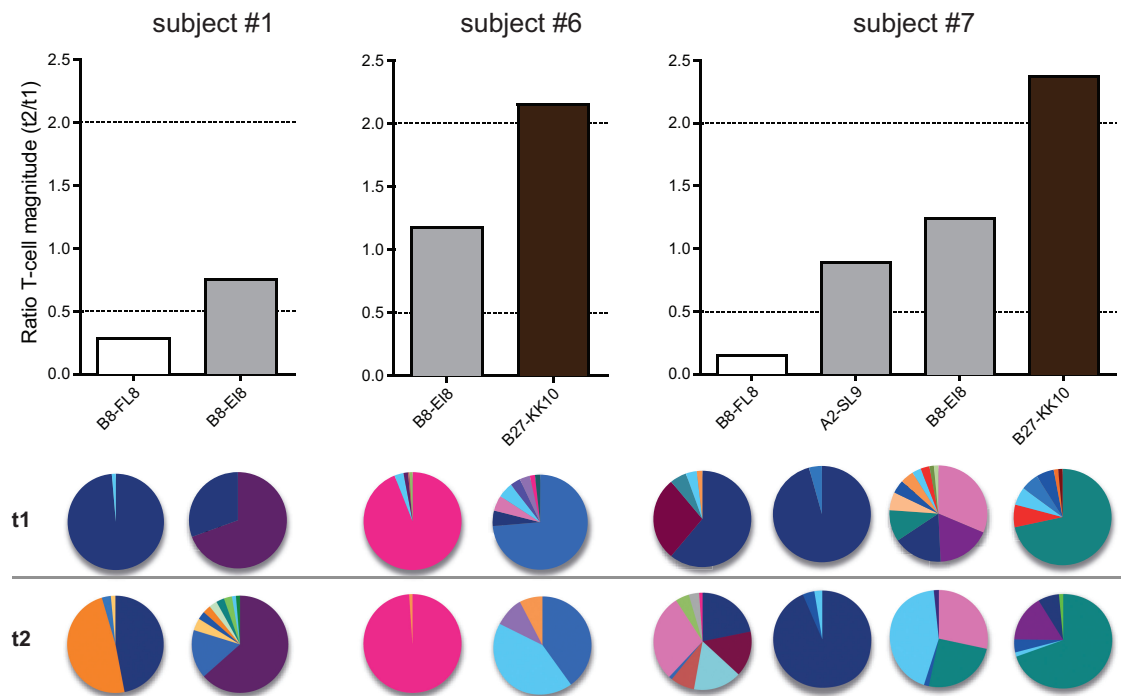 subject #1 subject #6 subject #7
Ratio T-cell magnitude (t2/t1)
2.5 2.5 2.5
2.0 2.0 2.0
1.5 1.5 1.5
1.0 1.0 1.0
0.5 0.5 0.5
0.0 0.0 0.0
B8-FL8 B8-EI8 B8-EI8 B27-KK10 B8-FL8 A2-SL9 B8-EI8 B27-KK10
t1
t2